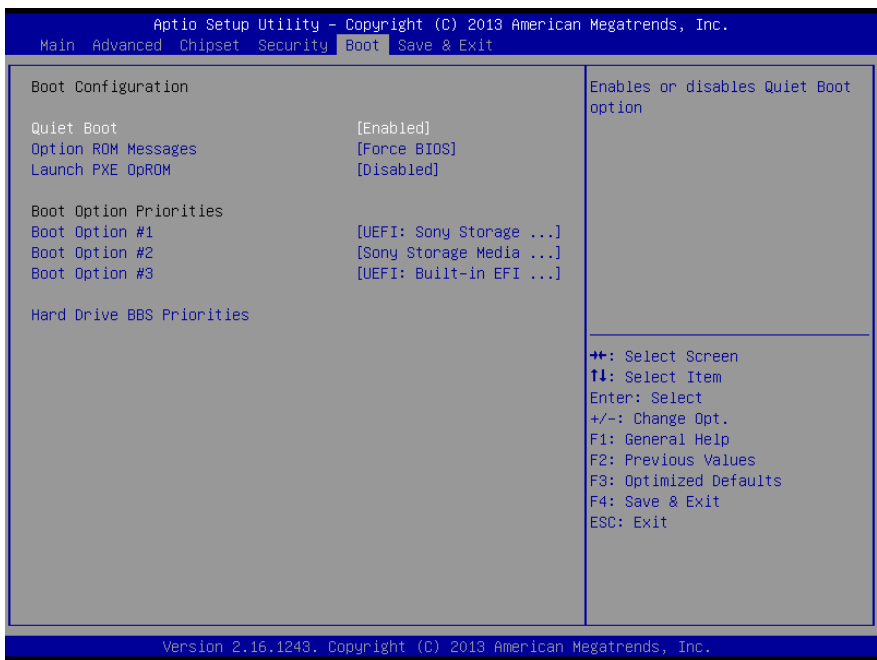 Aptio Setup Utility – Copyright (C) 2013 American Megatrends, Inc.
Main Advanced Chipset Security Boot Save & Exit
Boot Configuration
Quiet Boot [Enabled]
Option ROM Messages [Force BIOS]
Launch PXE OpROM [Disabled]
Boot Option Priorities
Boot Option #1 [UEFI: Sony Storage ...]
Boot Option #2 [Sony Storage Media ...]
Boot Option #3 [UEFI: Built-in EFI ...]
Hard Drive BBS Priorities
Enables or disables Quiet Boot
option
→←: Select Screen
↑↓: Select Item
Enter: Select
+/-: Change Opt.
F1: General Help
F2: Previous Values
F3: Optimized Defaults
F4: Save & Exit
ESC: Exit
Version 2.16.1243. Copyright (C) 2013 American Megatrends, Inc.